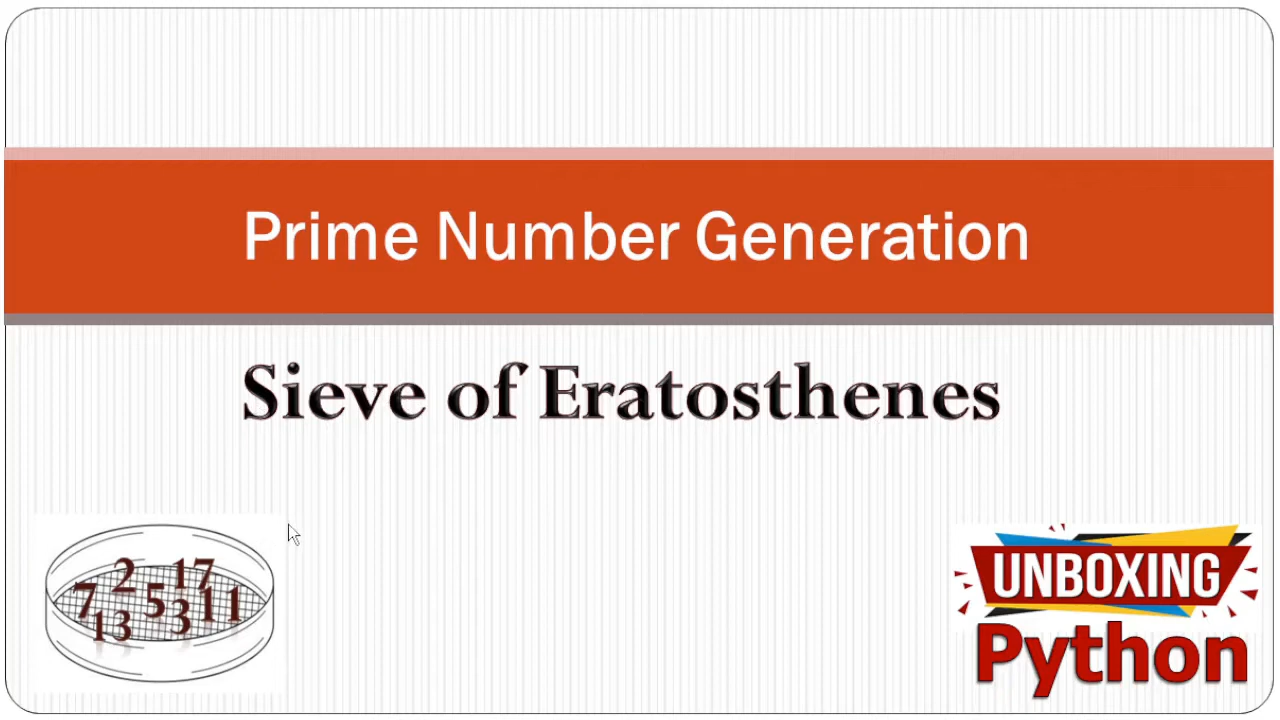 Prime Number Generation
Sieve of Eratosthenes
2 17
7 5 11
13 3
UNBOXING
Python